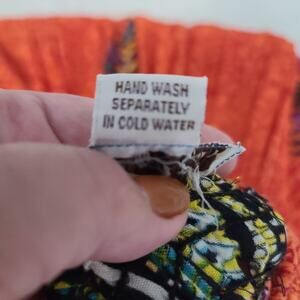 HAND WASH
SEPARATELY
IN COLD WATER